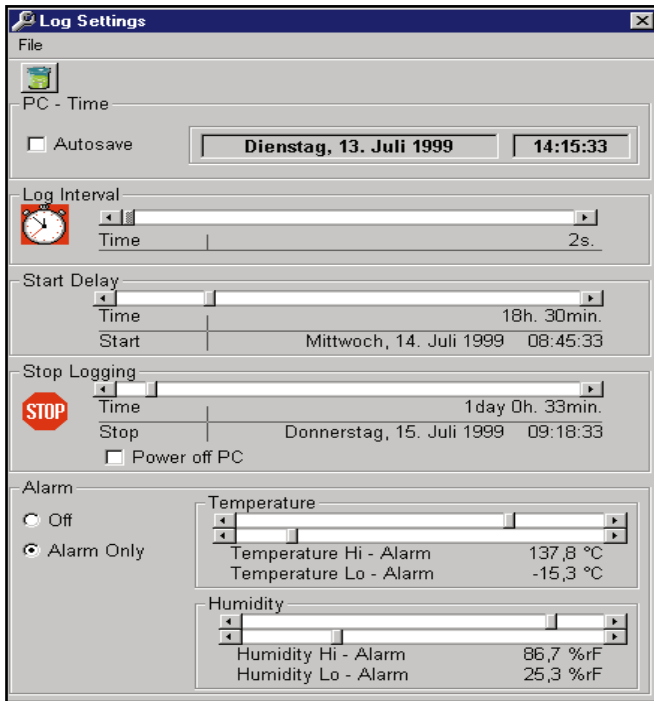 Log Settings
File
PC - Time
Autosave
Dienstag, 13. Juli 1999 14:15:33
Log Interval
Time 2s.
Start Delay
Time 18h. 30min.
Start Mittwoch, 14. Juli 1999 08:45:33
Stop Logging
STOP
Time 1day 0h. 33min.
Stop Donnerstag, 15. Juli 1999 09:18:33
Power off PC
Alarm
Off
Alarm Only
Temperature
Temperature Hi - Alarm 137,8 °C
Temperature Lo - Alarm -15,3 °C
Humidity
Humidity Hi - Alarm 86,7 %rF
Humidity Lo - Alarm 25,3 %rF